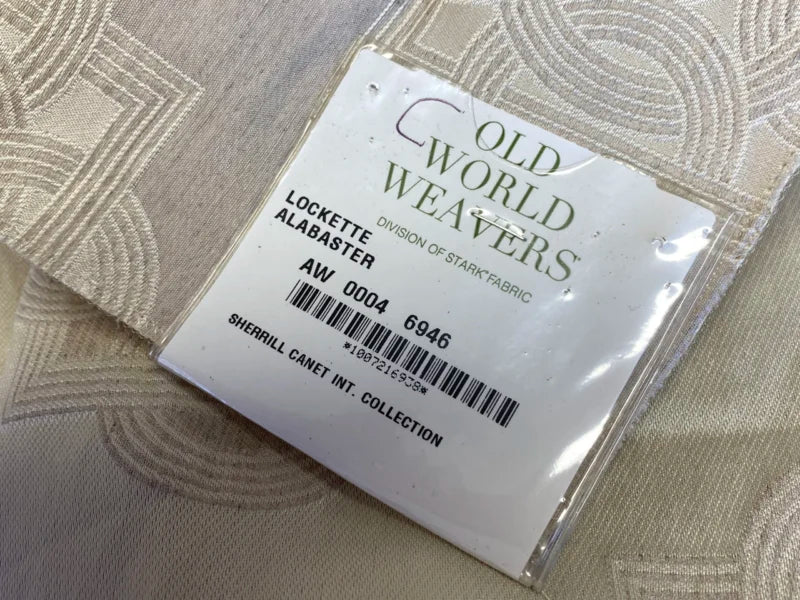 C
OLD
WORLD
WEAVERS
DIVISION OF STARK FABRIC
LOCKETTE
ALABASTER
AW 0004 6946
SHERRILL CANET INT. COLLECTION